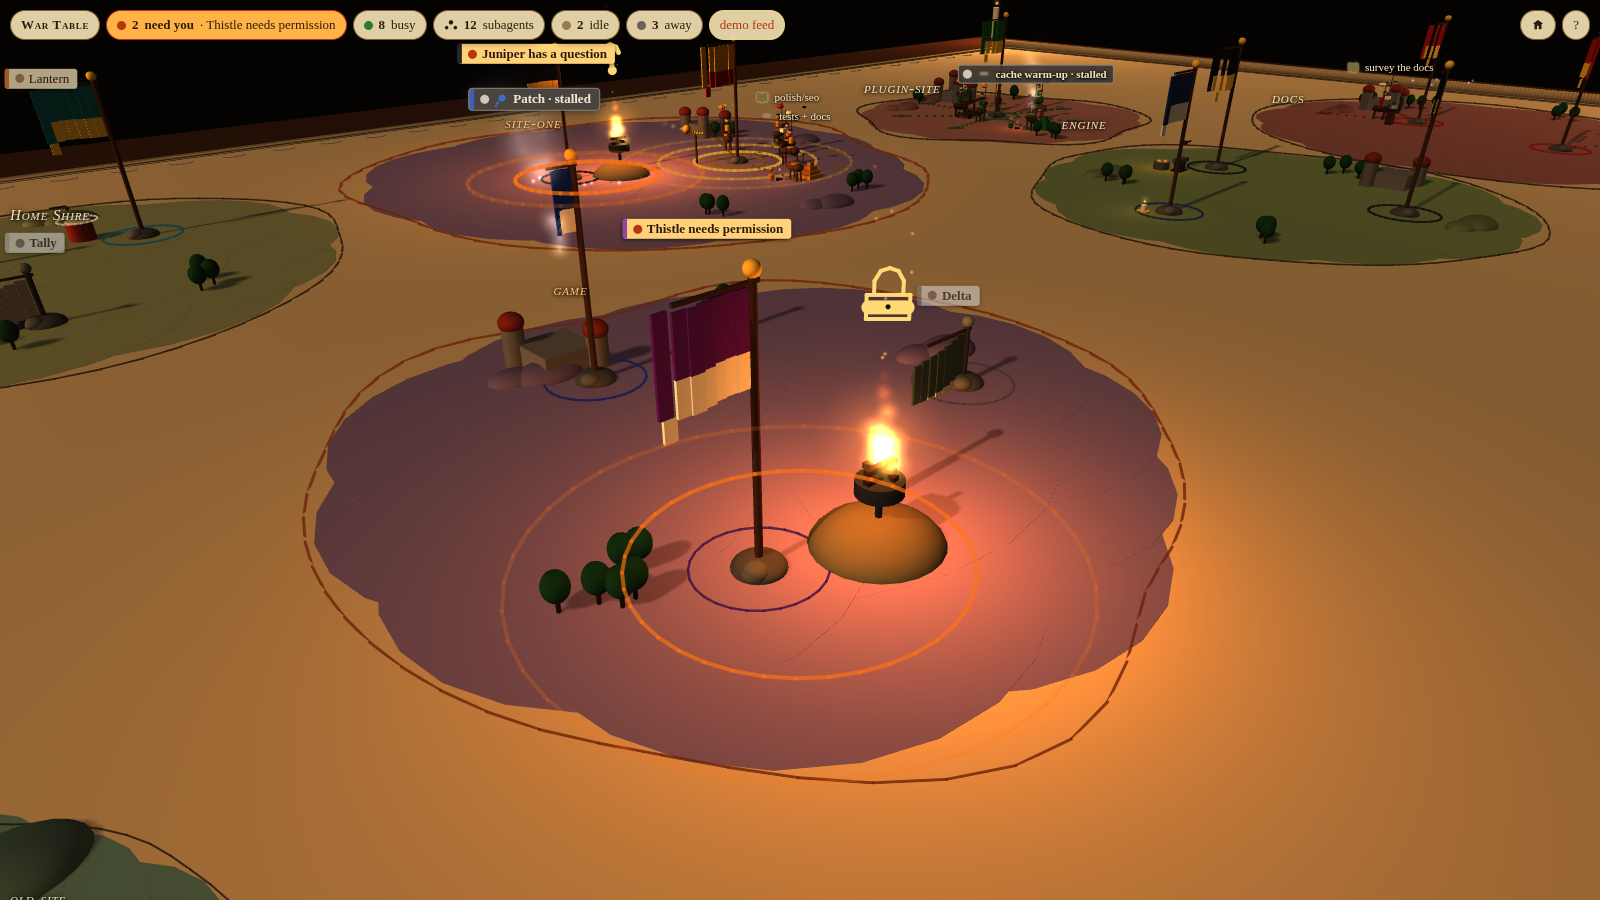 War Table
2 need you · Thistle needs permission
8 busy
12 subagents
2 idle
3 away
demo feed
?
Juniper has a question
Lantern
Patch · stalled
cache warm-up · stalled
survey the docs
polish/seo
tests + docs
SITE-ONE
PLUGIN-SITE
ENGINE
DOCS
Home Shire
Tally
Thistle needs permission
GAME
Delta
OLD SITE